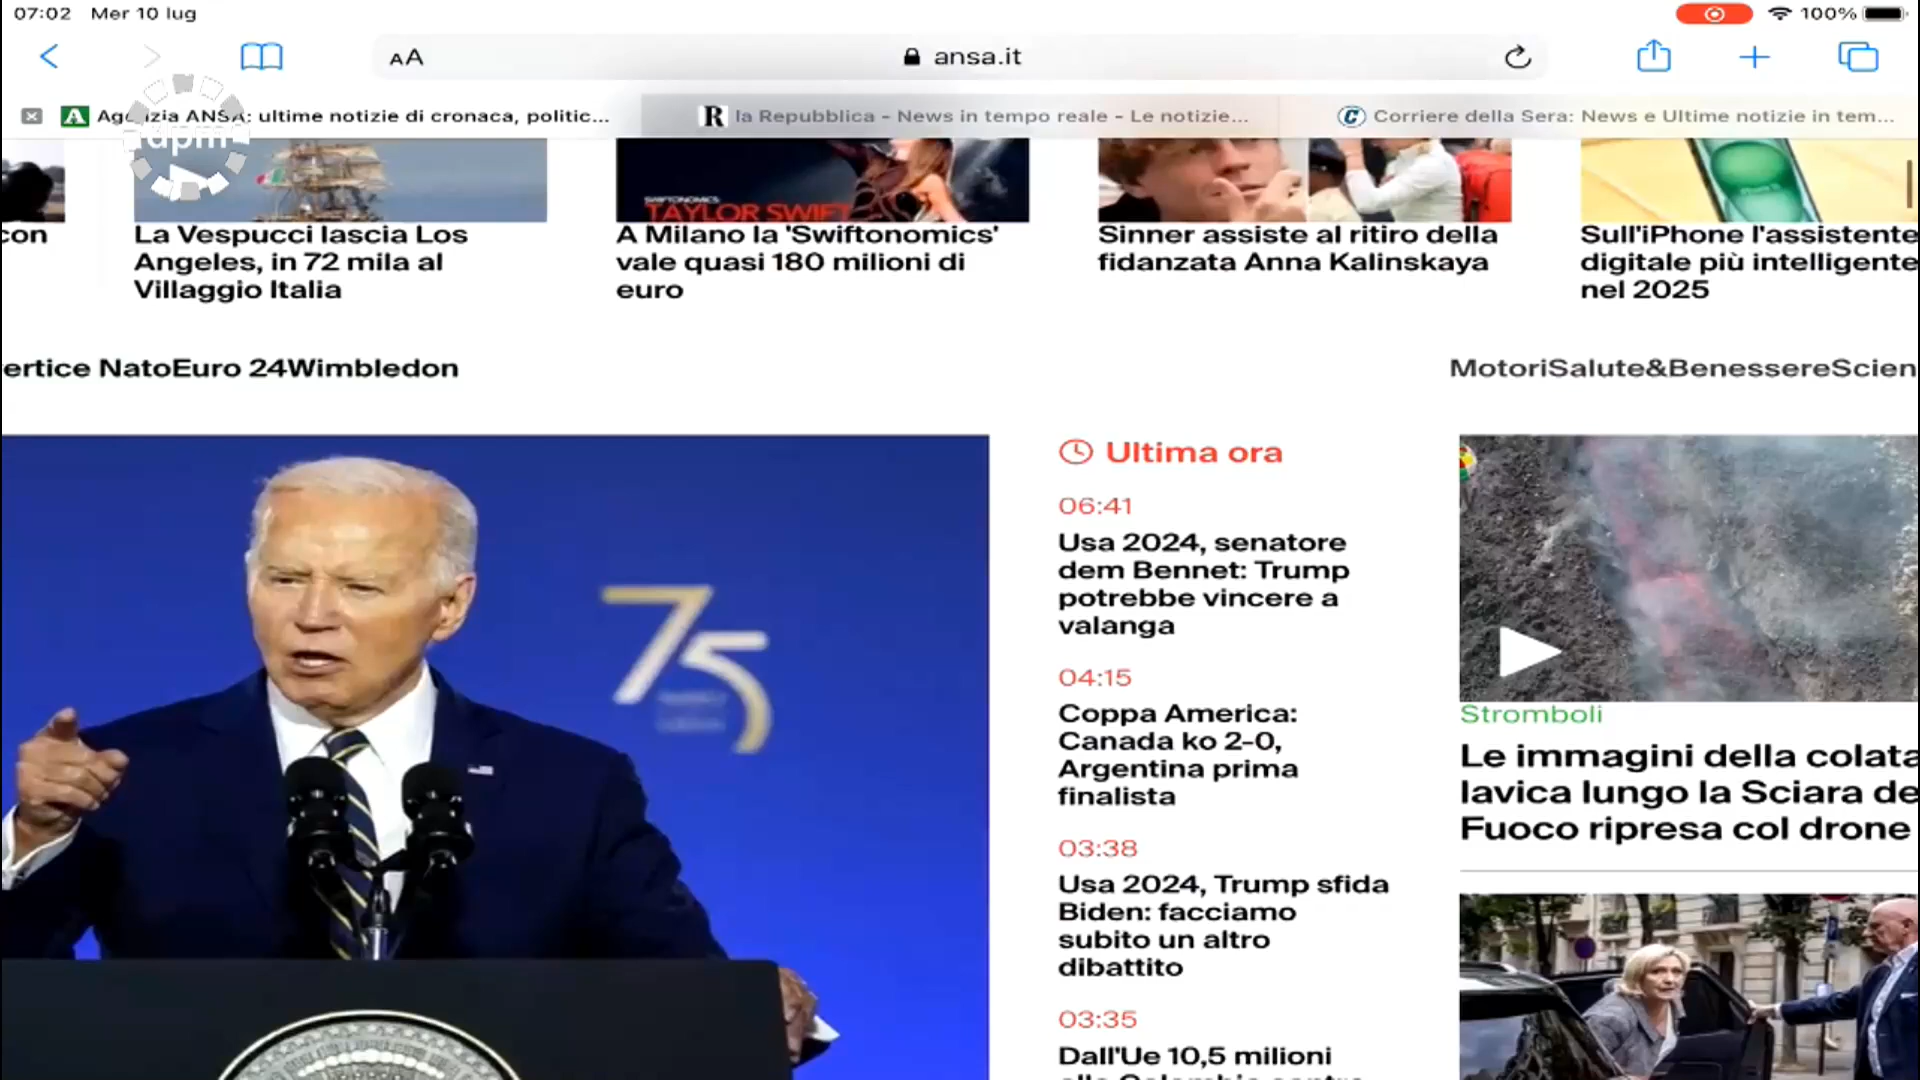 07:02 Mer 10 lug
100%
AA
ansa.it
Agenzia ANSA: ultime notizie di cronaca, politic...
la Repubblica - News in tempo reale - Le notizie...
Corriere della Sera: News e Ultime notizie in tem...
dpm
SWIFTONOMICS
TAYLOR SWIFT
con
La Vespucci lascia Los
Angeles, in 72 mila al
Villaggio Italia
A Milano la 'Swiftonomics'
vale quasi 180 milioni di
euro
Sinner assiste al ritiro della
fidanzata Anna Kalinskaya
Sull'iPhone l'assistente
digitale più intelligente
nel 2025
ertice NatoEuro 24Wimbledon
MotoriSalute&BenessereScien
75
Ultima ora
06:41
Usa 2024, senatore
dem Bennet: Trump
potrebbe vincere a
valanga
04:15
Coppa America:
Canada ko 2-0,
Argentina prima
finalista
03:38
Usa 2024, Trump sfida
Biden: facciamo
subito un altro
dibattito
03:35
Dall'Ue 10,5 milioni
Stromboli
Le immagini della colata
lavica lungo la Sciara de
Fuoco ripresa col drone